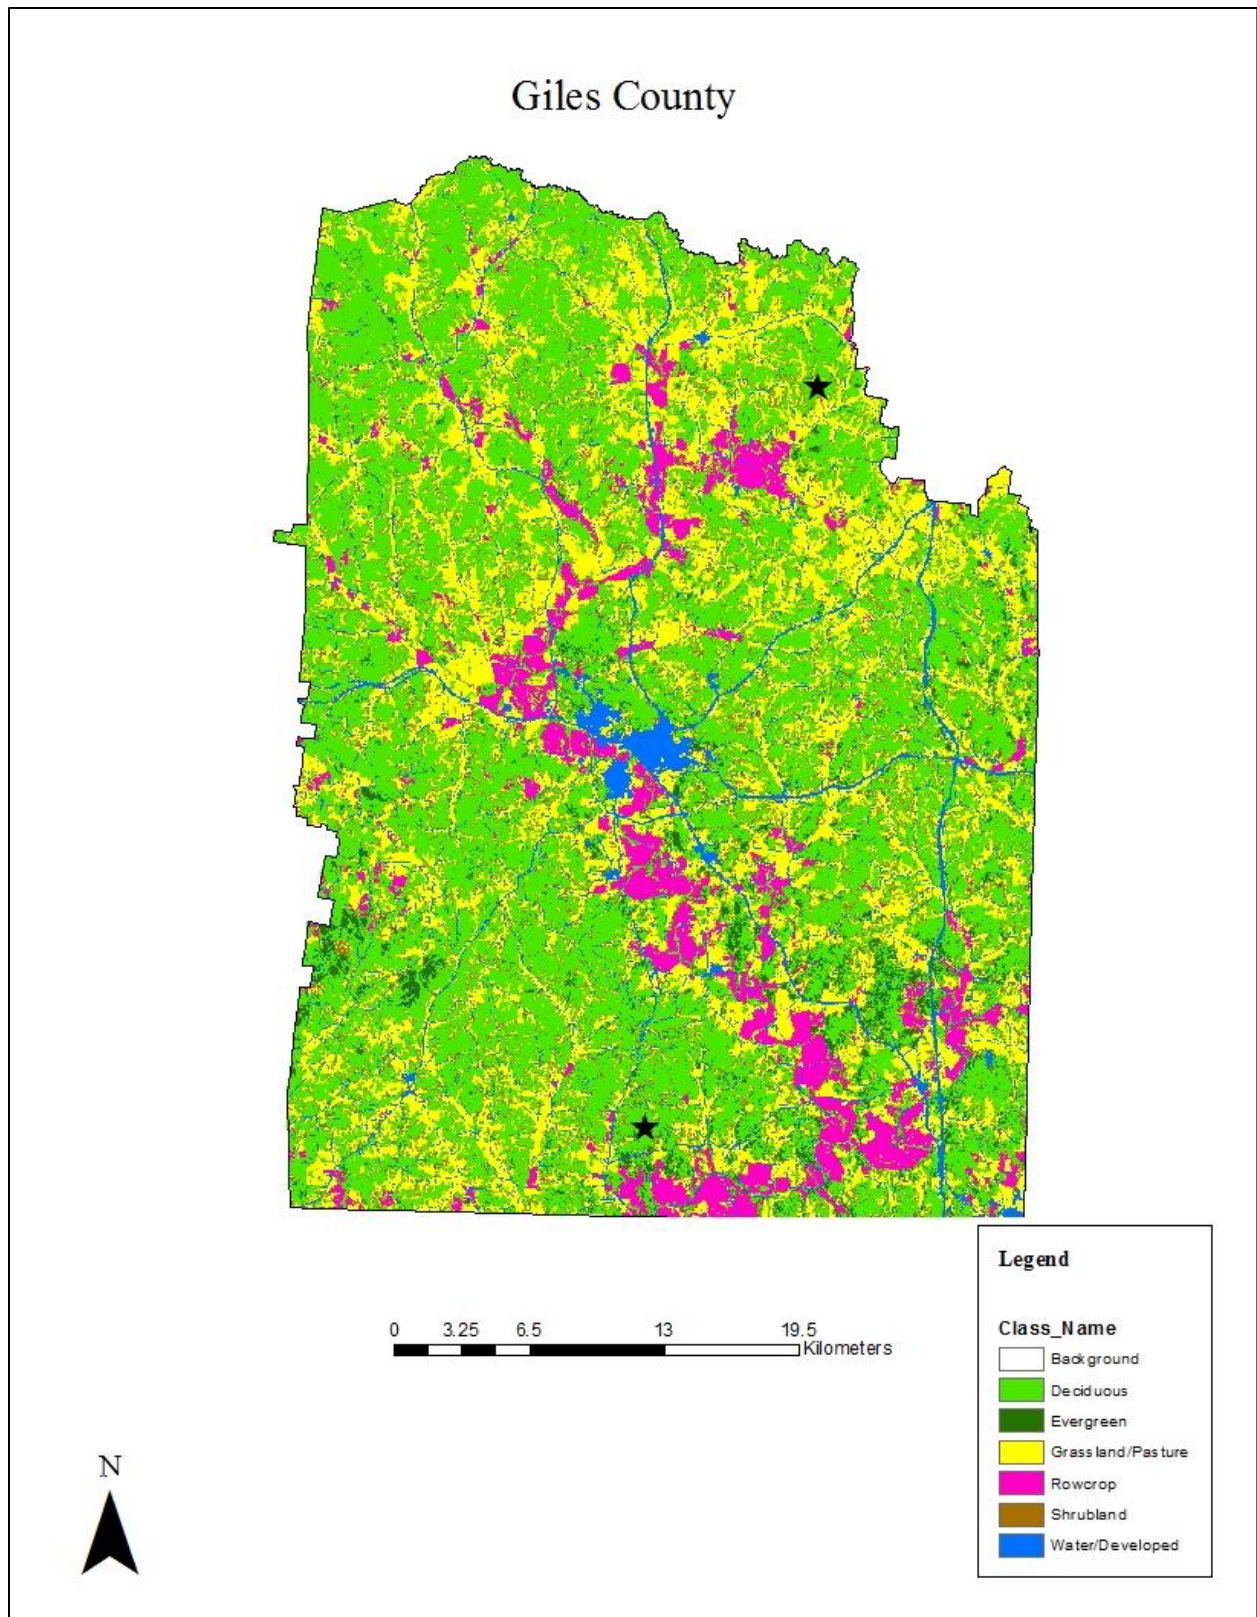 Giles County
0 3.25 6.5 13 19.5
Kilometers
Legend
Class_Name
Background
Deciduous
Evergreen
Grassland/Pasture
Rowcrop
Shrubland
Water/Developed
N